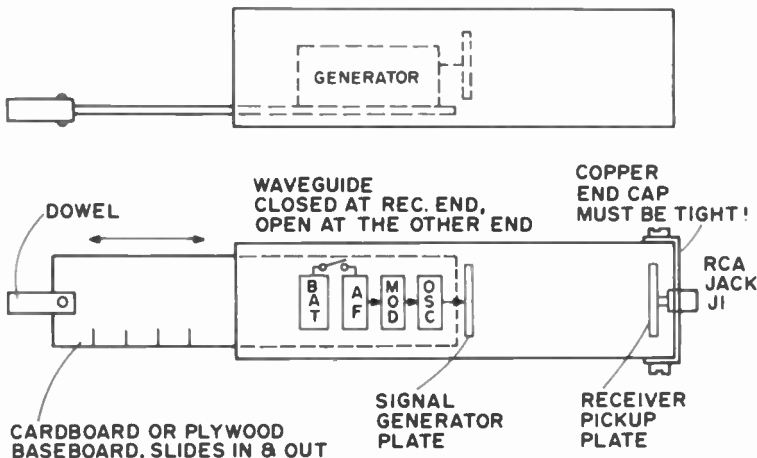 GENERATOR
WAVEGUIDE
CLOSED AT REC. END,
OPEN AT THE OTHER END
COPPER
END CAP
MUST BE TIGHT!
DOWEL
BAT
AF
MOD
OSC
RCA
JACK
J1
SIGNAL
GENERATOR
PLATE
RECEIVER
PICKUP
PLATE
CARDBOARD OR PLYWOOD
BASEBOARD, SLIDES IN & OUT